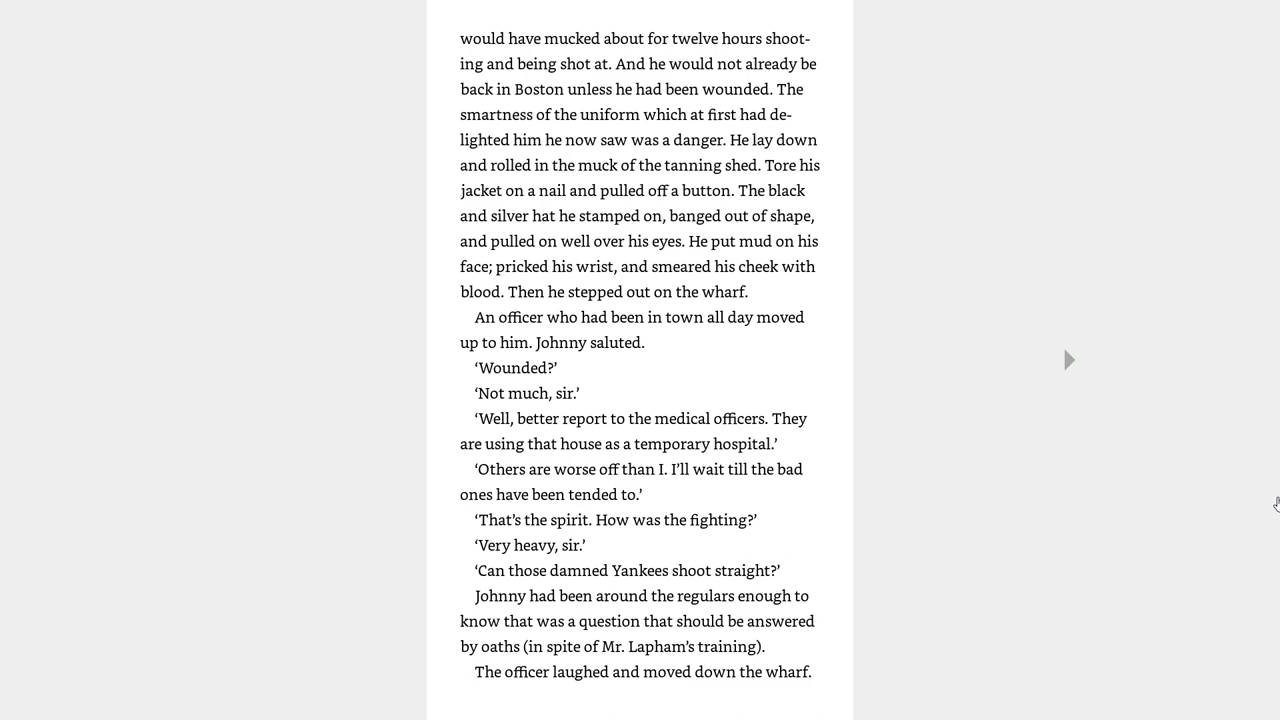 would have mucked about for twelve hours shoot-
ing and being shot at. And he would not already be
back in Boston unless he had been wounded. The
smartness of the uniform which at first had de-
lighted him he now saw was a danger. He lay down
and rolled in the muck of the tanning shed. Tore his
jacket on a nail and pulled off a button. The black
and silver hat he stamped on, banged out of shape,
and pulled on well over his eyes. He put mud on his
face; pricked his wrist, and smeared his cheek with
blood. Then he stepped out on the wharf.
An officer who had been in town all day moved
up to him. Johnny saluted.
‘Wounded?’
‘Not much, sir.’
‘Well, better report to the medical officers. They
are using that house as a temporary hospital.’
‘Others are worse off than I. I’ll wait till the bad
ones have been tended to.’
‘That’s the spirit. How was the fighting?’
‘Very heavy, sir.’
‘Can those damned Yankees shoot straight?’
Johnny had been around the regulars enough to
know that was a question that should be answered
by oaths (in spite of Mr. Lapham’s training).
The officer laughed and moved down the wharf.